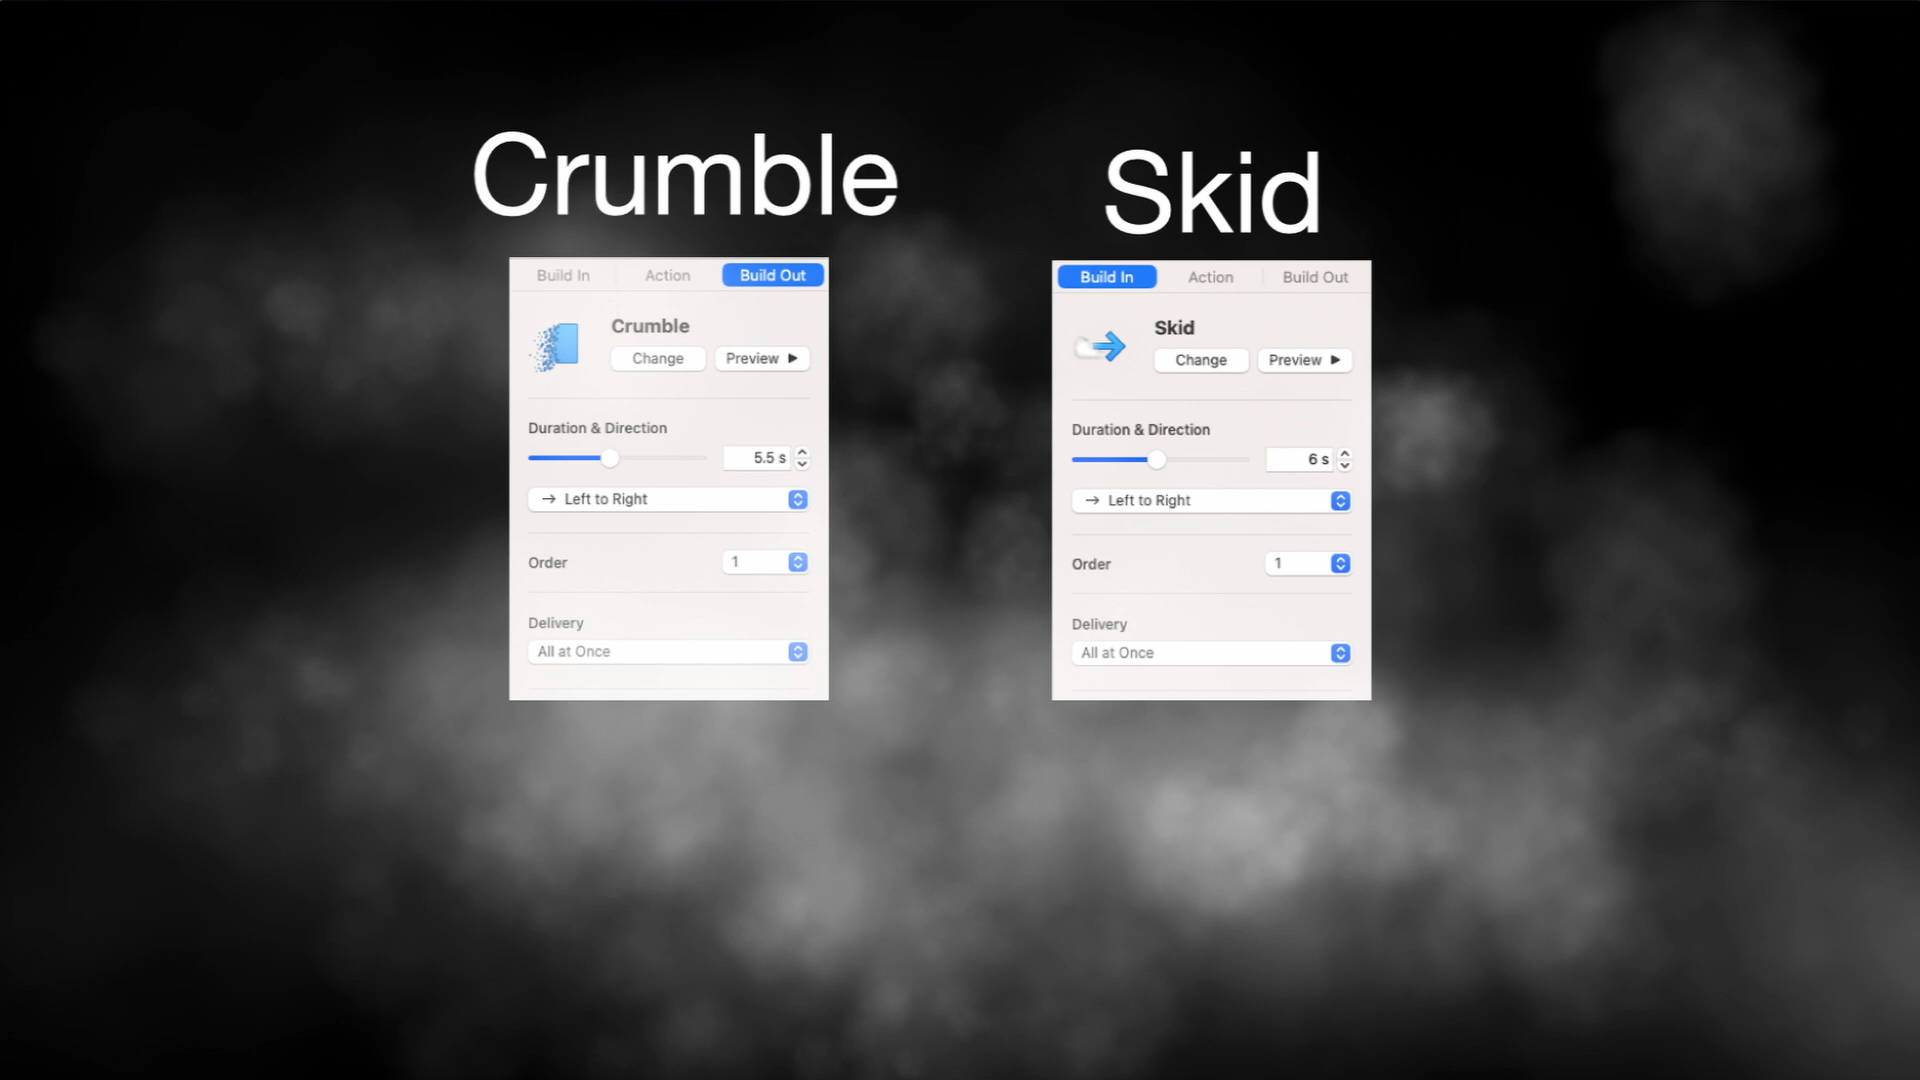 Crumble
Build In Action Build Out
Crumble
Change Preview
Duration & Direction
5.5 s
Left to Right
Order 1
Delivery
All at Once
Skid
Build In Action Build Out
Skid
Change Preview
Duration & Direction
6 s
Left to Right
Order 1
Delivery
All at Once